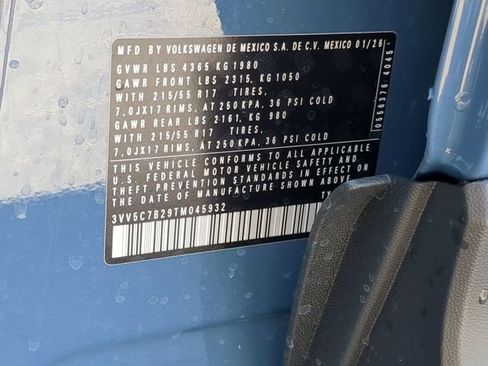 MFD BY VOLKSWAGEN DE MEXICO S.A. DE C.V. MEXICO 01/26
GVWR LBS 4365 KG 1980
GAWR FRONT LBS 2315, KG 1050
WITH 215/55 R17 TIRES,
7,0JX17 RIMS, AT 250 KPA, 36 PSI COLD
GAWR REAR LBS 2161, KG 980
WITH 215/55 R17 TIRES.
7,0JX17 RIMS, AT 250 KPA, 36 PSI COLD
THIS VEHICLE CONFORMS TO ALL APPLICABLE
U.S. FEDERAL MOTOR VEHICLE SAFETY AND
THEFT PREVENTION STANDARDS IN EFFECT ON THE
DATE OF MANUFACTURE SHOWN ABOVE.
3VV5C7B29TM045932
0556376 4045